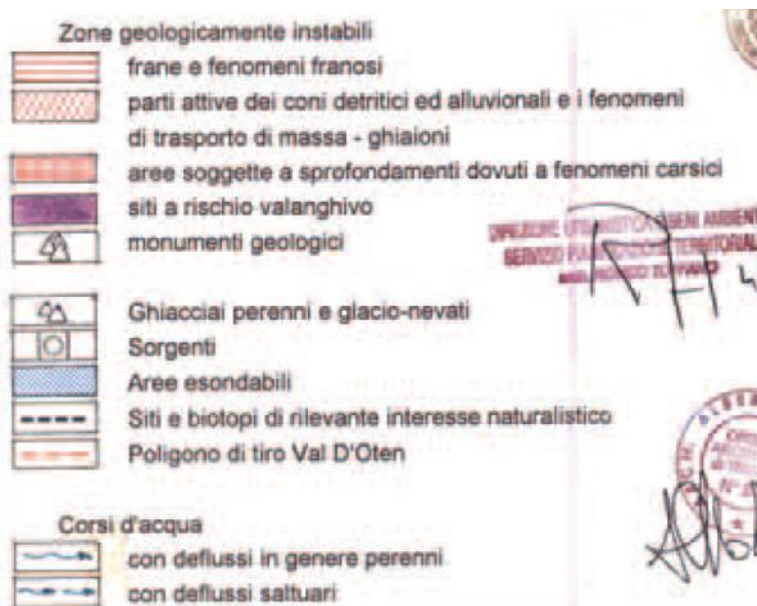 Zone geologicamente instabili
frane e fenomeni franosi
parti attive dei coni detritici ed alluvionali e i fenomeni
di trasporto di massa - ghiaioni
aree soggette a sprofondamenti dovuti a fenomeni carsici
siti a rischio valanghivo
monumenti geologici
Ghiacciai perenni e glacio-nevati
Sorgenti
Aree esondabili
Siti e biotopi di rilevante interesse naturalistico
Poligono di tiro Val D'Oten
Corsi d'acqua
con deflussi in genere perenni
con deflussi saltuari